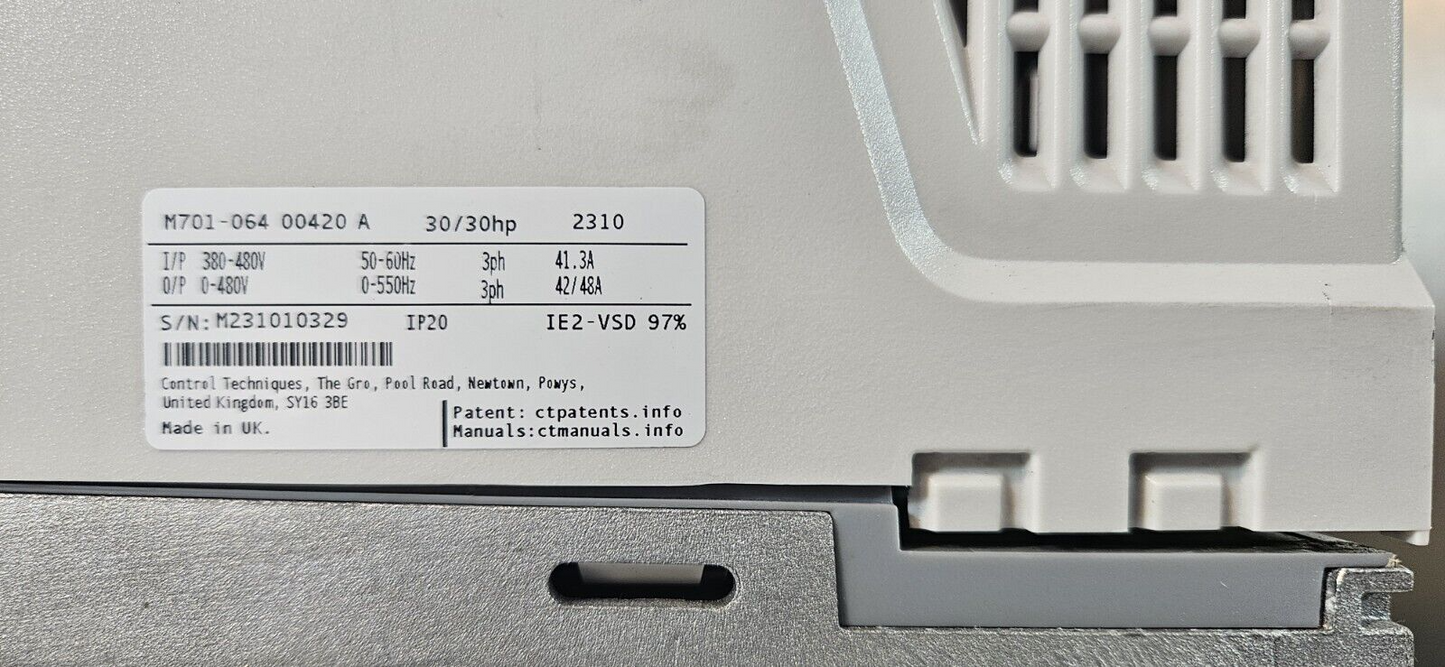 M701-064 00420 A 30/30hp 2310
I/P 380-480V 50-60Hz 3ph 41.3A
O/P 0-480V 0-550Hz 3ph 42/48A
S/N: M231010329 IP20 IE2-VSD 97%
Control Techniques, The Gro, Pool Road, Newtown, Powys,
United Kingdom, SY16 3BE
Made in UK.
Patent: ctpatents.info
Manuals:ctmanuals.info